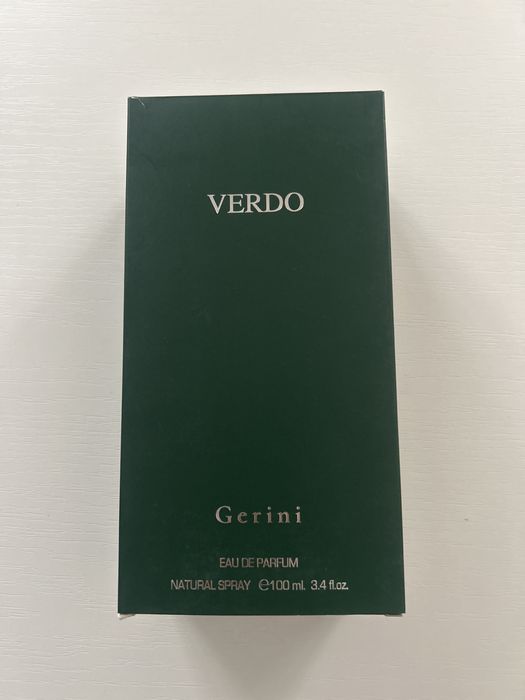 VERDO
Gerini
EAU DE PARFUM
NATURAL SPRAY ℮100 ml. 3.4 fl.oz.